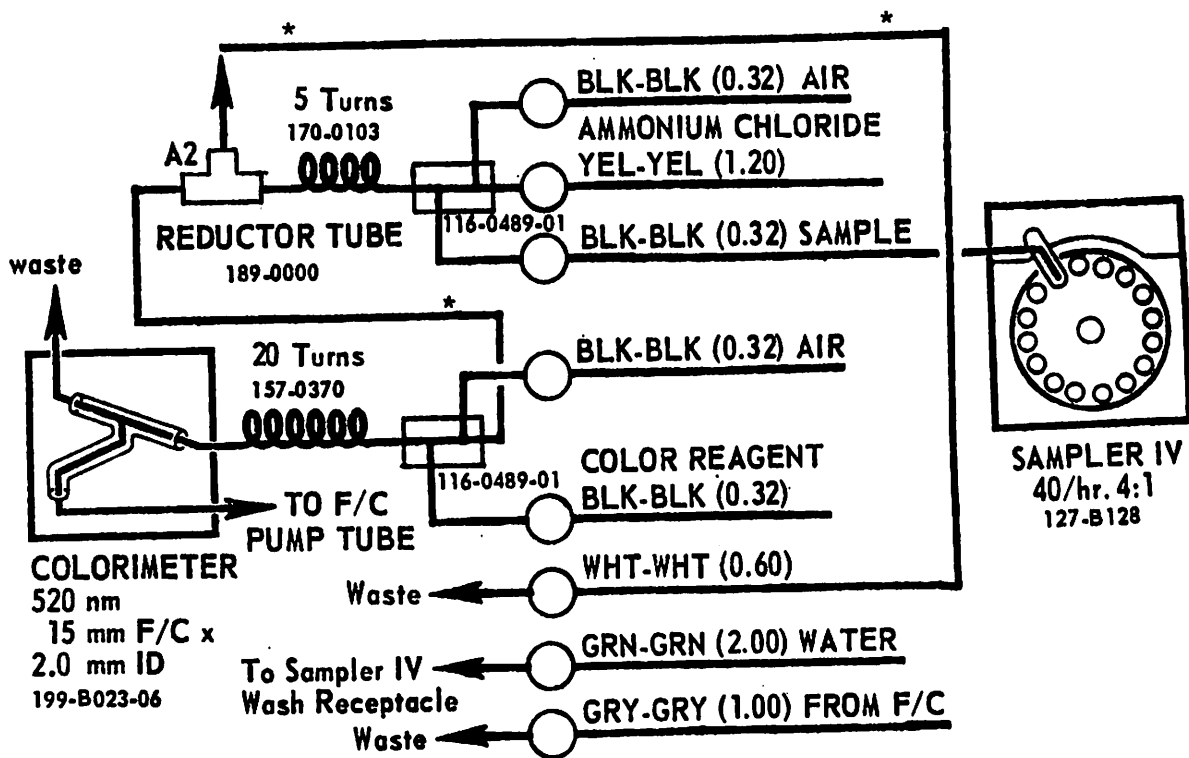 * *
BLK-BLK (0.32) AIR
5 Turns
170-0103
AMMONIUM CHLORIDE
A2
YEL-YEL (1.20)
116-0489-01
REDUCTOR TUBE
189-0000
BLK-BLK (0.32) SAMPLE
waste
*
20 Turns
157-0370
BLK-BLK (0.32) AIR
116-0489-01
COLOR REAGENT
BLK-BLK (0.32)
SAMPLER IV
40/hr. 4:1
127-B128
TO F/C
PUMP TUBE
COLORIMETER
520 nm
15 mm F/C x
2.0 mm ID
199-B023-06
WHT-WHT (0.60)
Waste
GRN-GRN (2.00) WATER
To Sampler IV
Wash Receptacle
GRY-GRY (1.00) FROM F/C
Waste